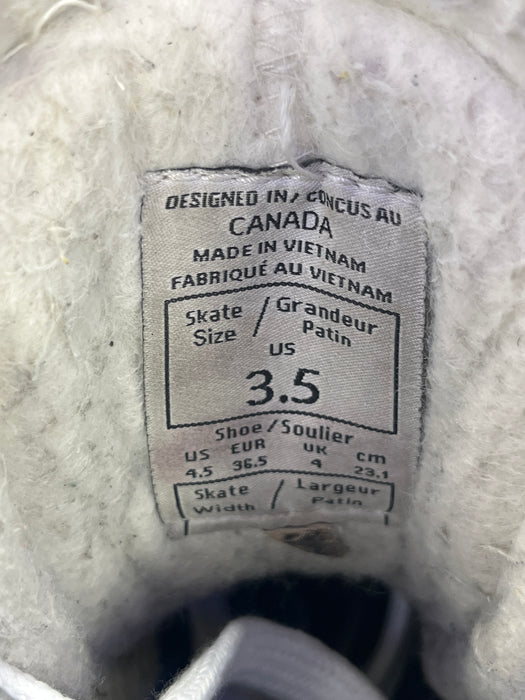 DESIGNED IN / CONCUS AU
CANADA
MADE IN VIETNAM
FABRIQUÉ AU VIETNAM
Skate Size / Grandeur Patin
US
3.5
Shoe / Soulier
US EUR UK cm
4.5 36.5 4 23.1
Skate Width / Largeur Patin